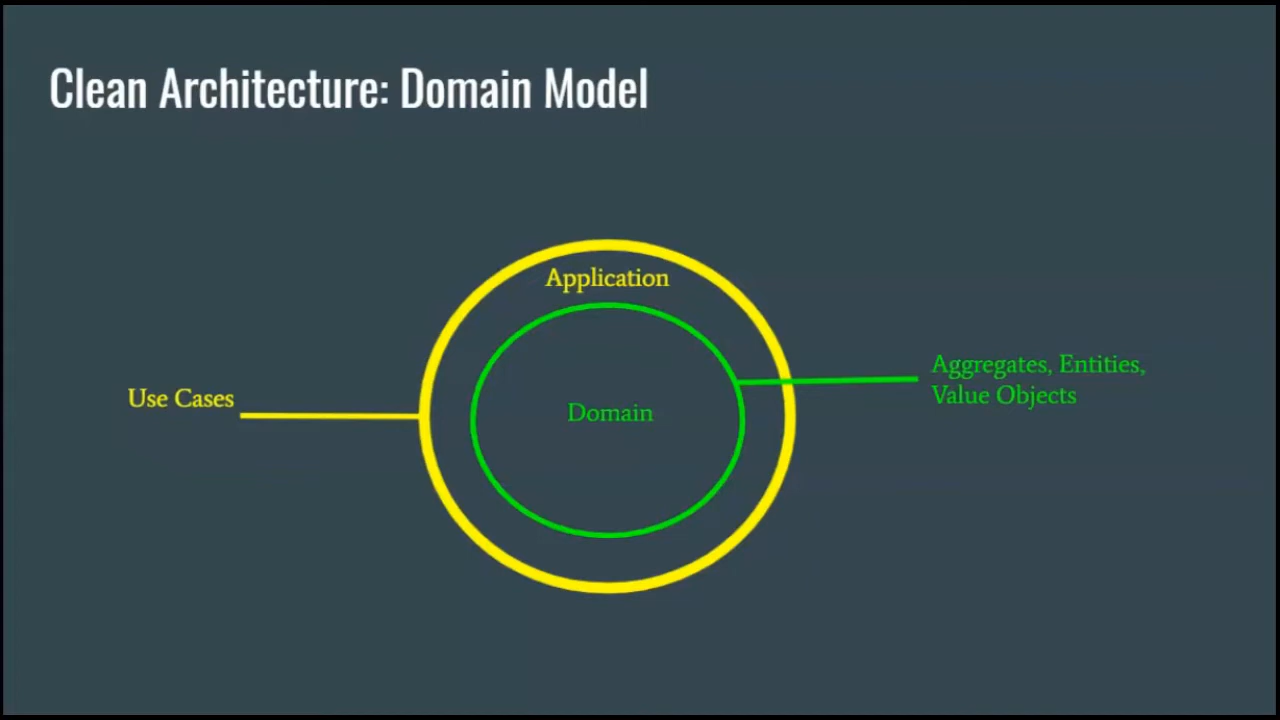 Clean Architecture: Domain Model
Application
Use Cases
Domain
Aggregates, Entities,
Value Objects